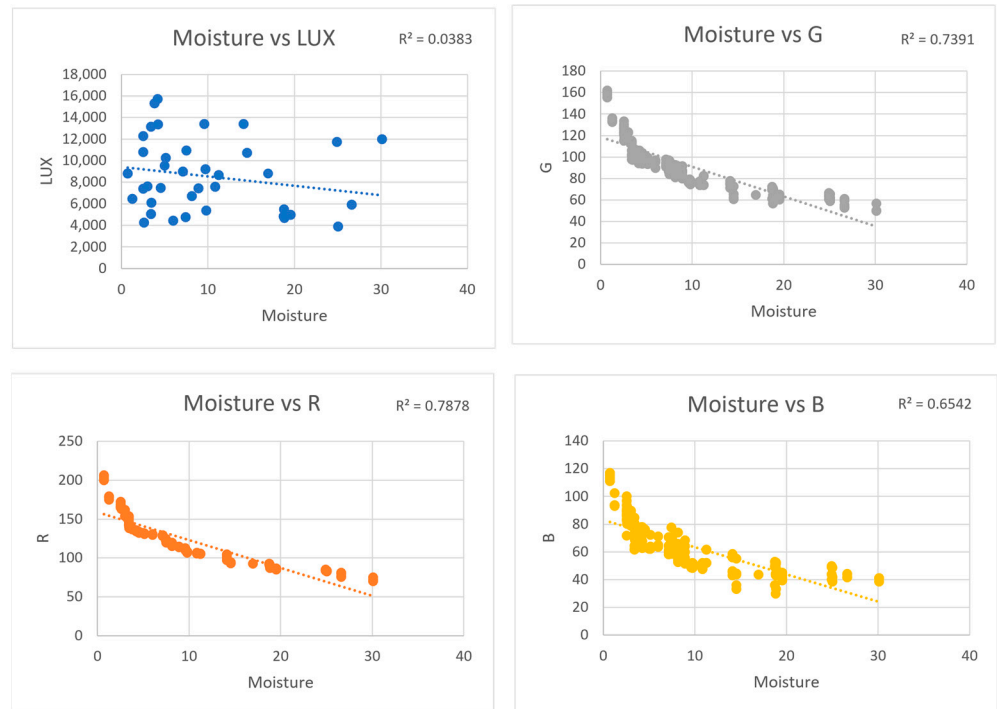 Moisture vs LUX
R² = 0.0383
18,000
16,000
14,000
12,000
10,000
8,000
6,000
4,000
2,000
0
LUX
0 10 20 30 40
Moisture
Moisture vs G
R² = 0.7391
180
160
140
120
100
80
60
40
20
0
G
0 10 20 30 40
Moisture
Moisture vs R
R² = 0.7878
250
200
150
100
50
0
R
0 10 20 30 40
Moisture
Moisture vs B
R² = 0.6542
140
120
100
80
60
40
20
0
B
0 10 20 30 40
Moisture